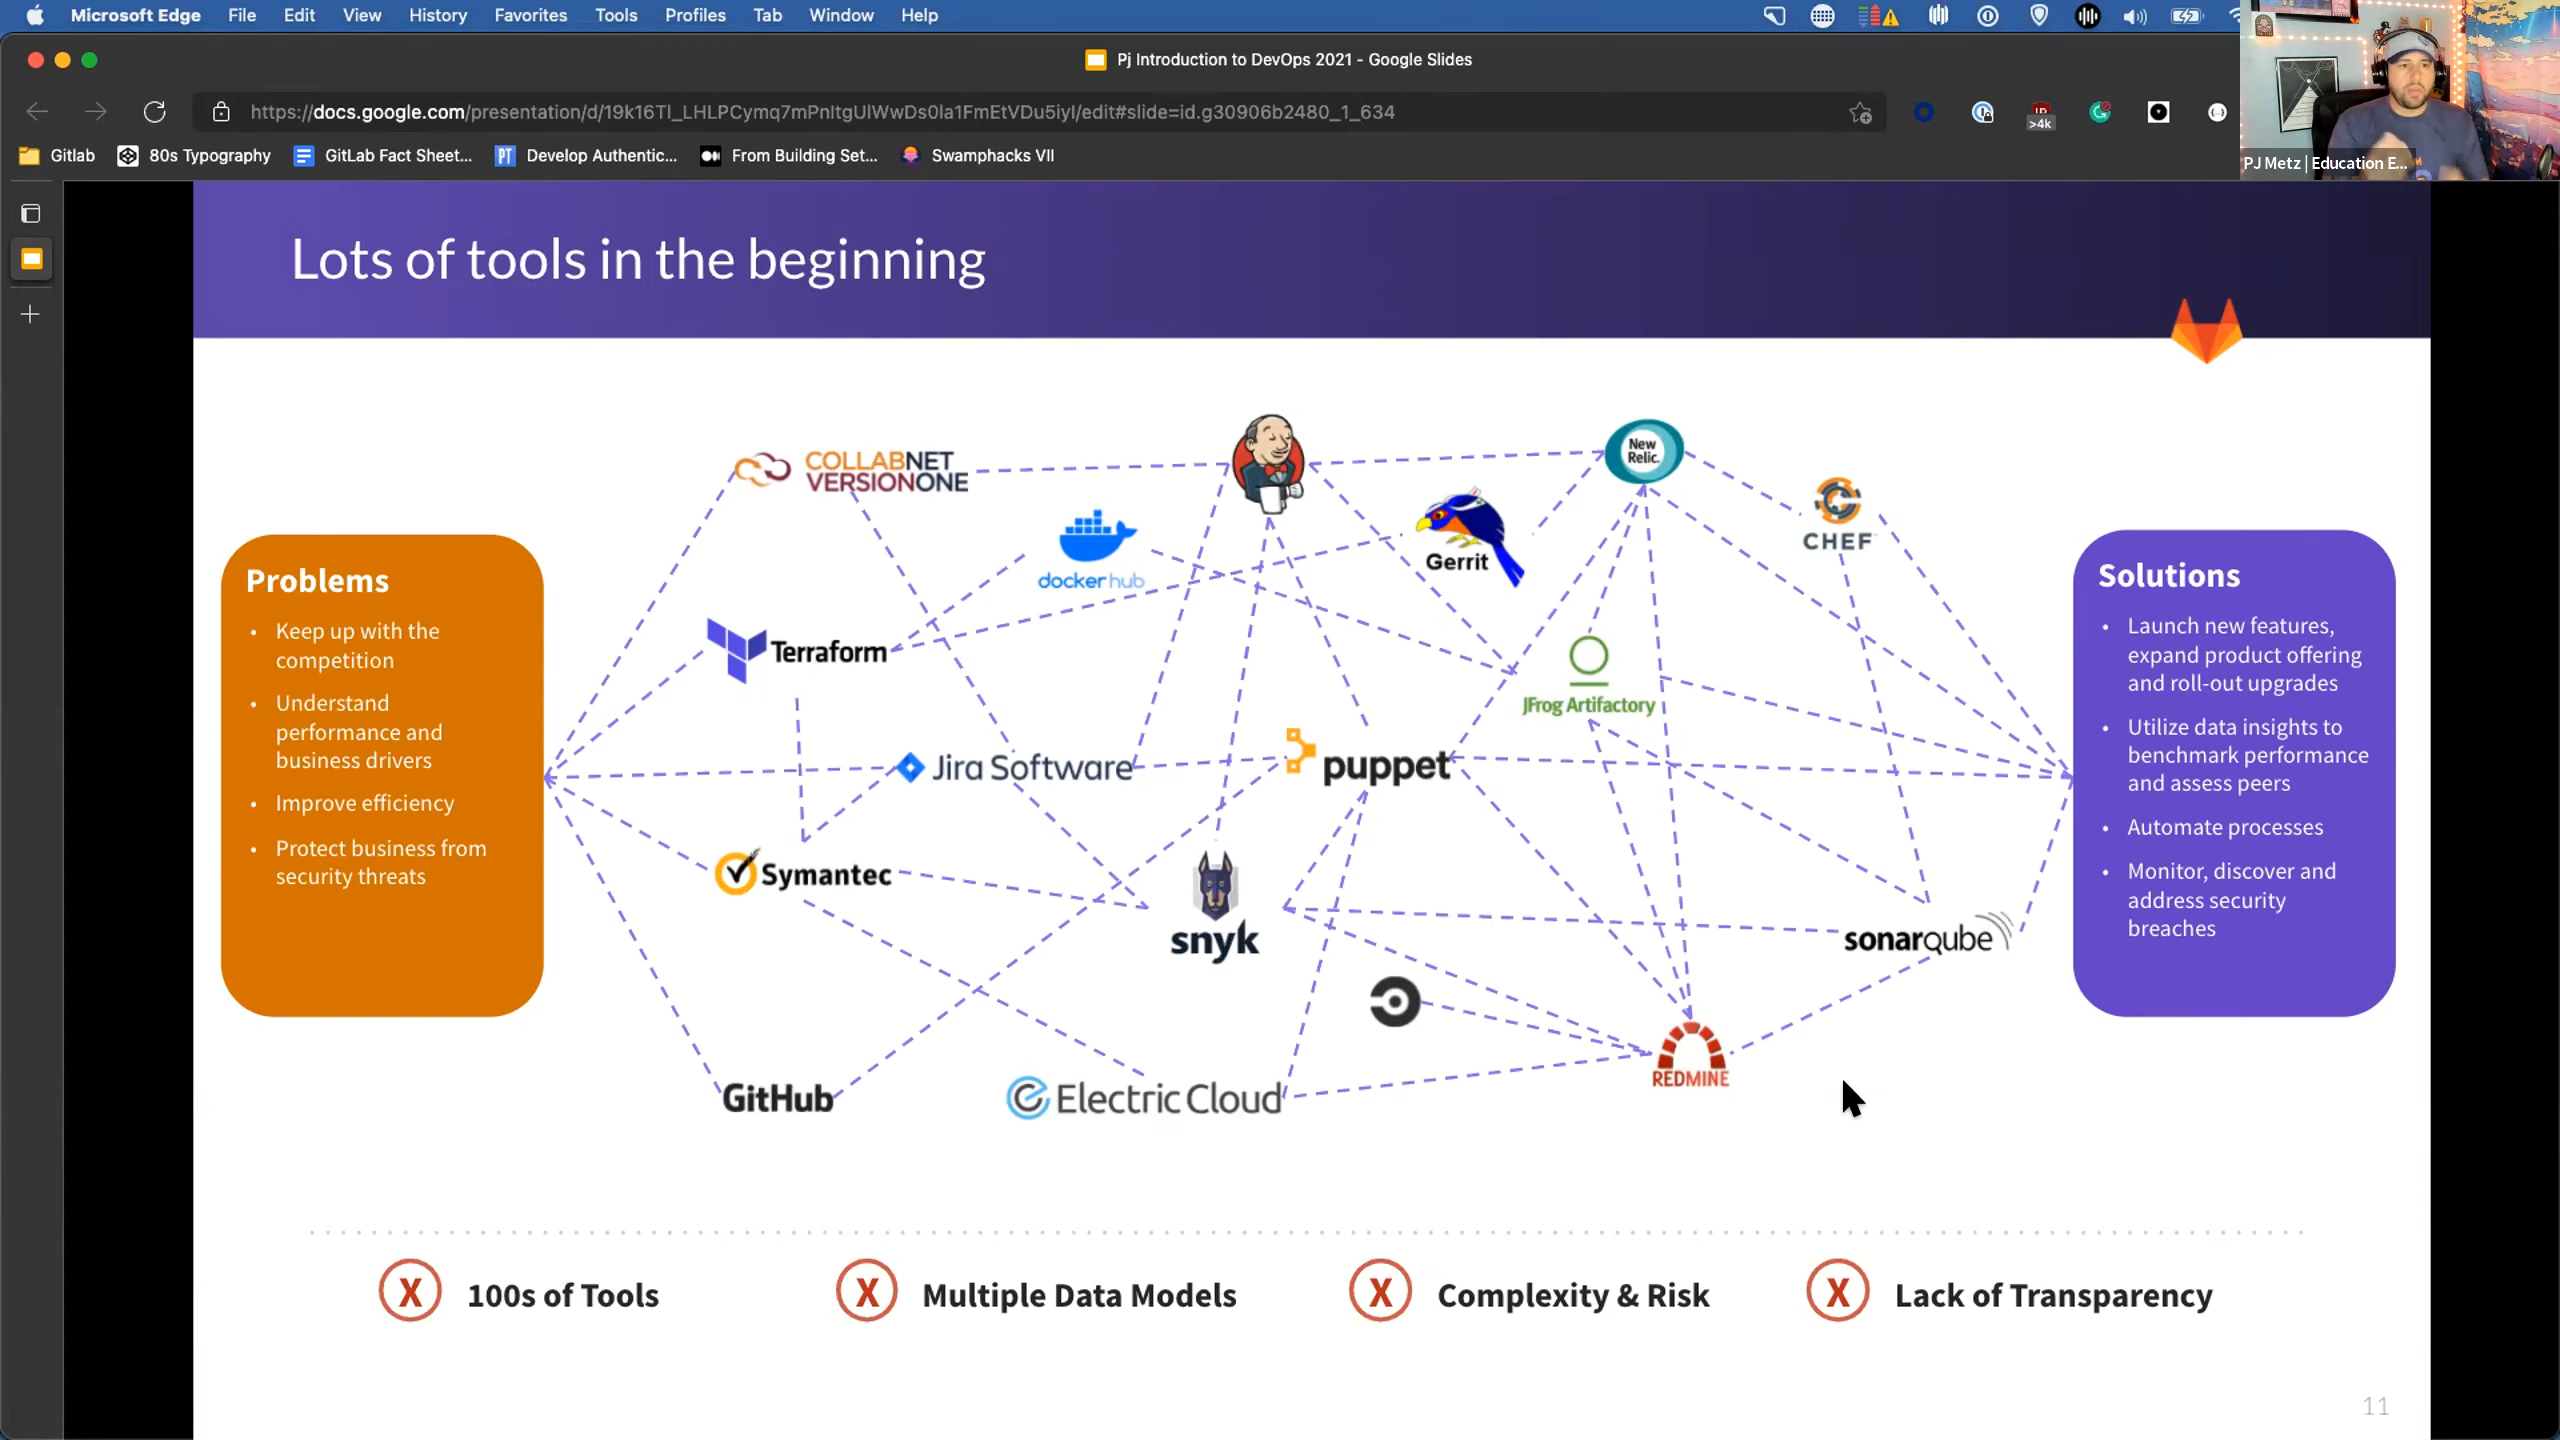 Microsoft Edge File Edit View History Favorites Tools Profiles Tab Window Help
Pj Introduction to DevOps 2021 - Google Slides
https://docs.google.com/presentation/d/19k16Tl_LHLPCymq7mPnItgUlWwDs0la1FmEtVDu5iyI/edit#slide=id.g30906b2480_1_634
>4k
Gitlab 80s Typography GitLab Fact Sheet... PT Develop Authentic... From Building Set... Swamphacks VII
PJ Metz | Education E...
Lots of tools in the beginning
COLLABNET
VERSIONONE
New
Relic.
CHEF
docker hub
Gerrit
Terraform
JFrog Artifactory
Jira Software
puppet
Symantec
snyk
sonarqube
GitHub
Electric Cloud
REDMINE
Problems
• Keep up with the
competition
• Understand
performance and
business drivers
• Improve efficiency
• Protect business from
security threats
Solutions
• Launch new features,
expand product offering
and roll-out upgrades
• Utilize data insights to
benchmark performance
and assess peers
• Automate processes
• Monitor, discover and
address security
breaches
X 100s of Tools
X Multiple Data Models
X Complexity & Risk
X Lack of Transparency
11